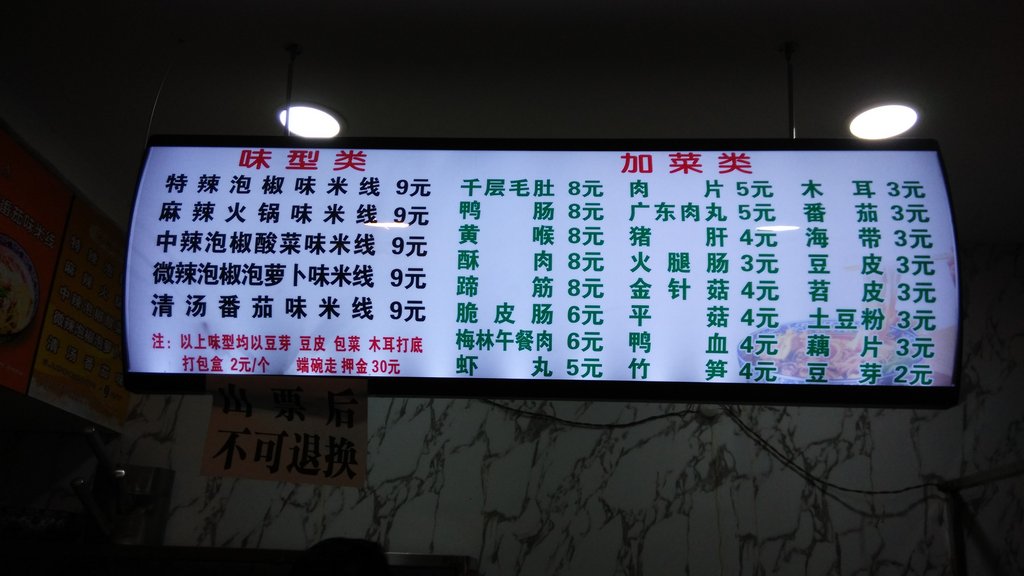 味型类
特辣泡椒味米线 9元
麻辣火锅味米线 9元
中辣泡椒酸菜味米线 9元
微辣泡椒泡萝卜味米线 9元
清汤番茄味米线 9元
注：以上味型均以豆芽 豆皮 包菜 木耳打底
打包盒 2元/个 端碗走 押金30元
加菜类
千层毛肚 8元 肉片 5元 木耳 3元
鸭肠 8元 广东肉丸 5元 番茄 3元
黄喉 8元 猪肝 4元 海带 3元
酥肉 8元 火腿肠 3元 豆皮 3元
蹄筋 8元 金针菇 4元 苕皮 3元
脆皮肠 6元 平菇 4元 土豆粉 3元
梅林午餐肉 6元 鸭血 4元 藕片 3元
虾丸 5元 竹笋 4元 豆芽 2元
出票后
不可退换